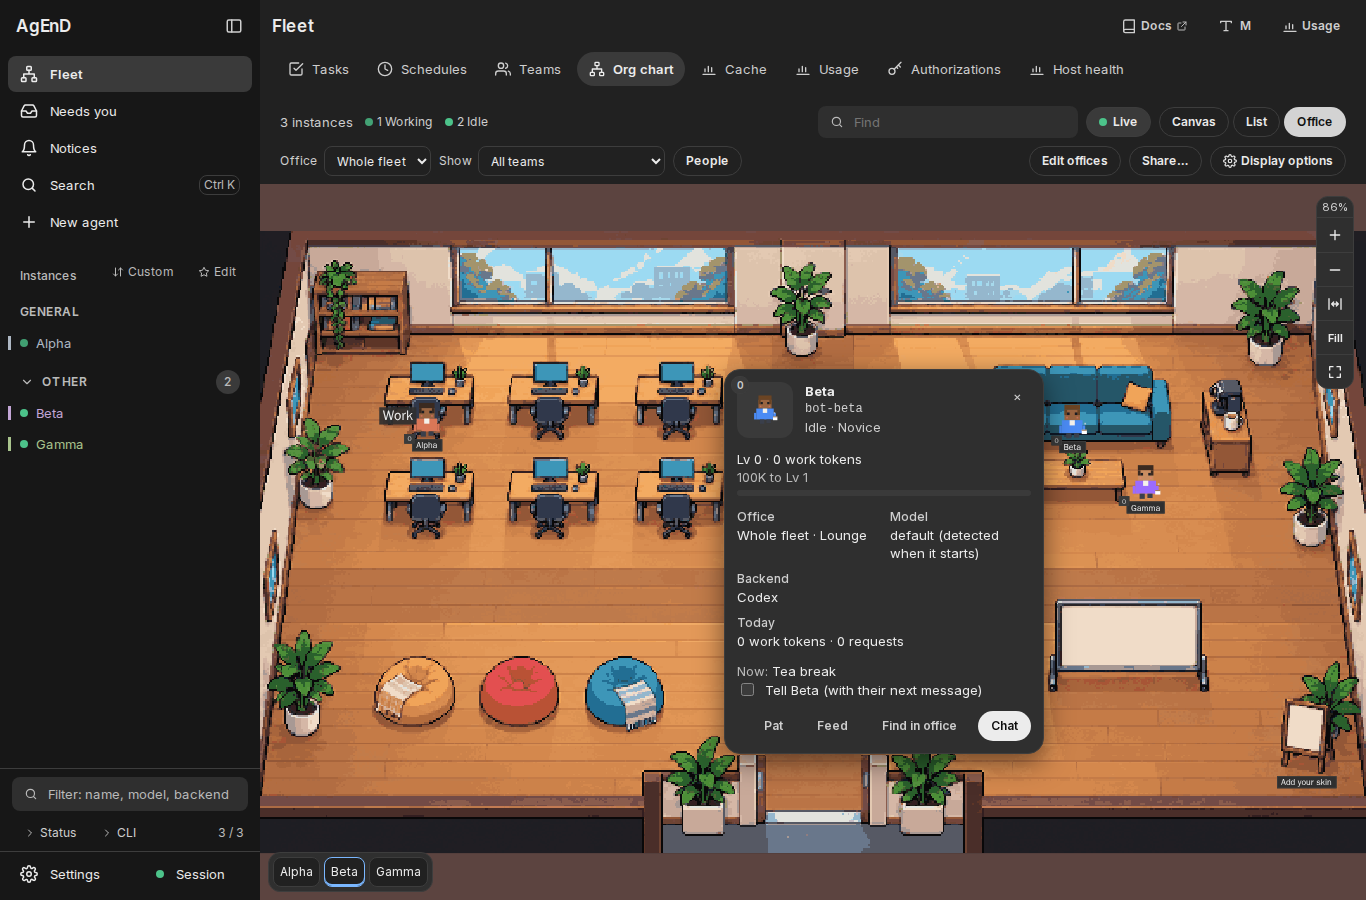 AgEnD
Fleet
Needs you
Notices
Search
Ctrl K
New agent
Instances
Custom
Edit
GENERAL
Alpha
OTHER
2
Beta
Gamma
Filter: name, model, backend
Status
CLI
3 / 3
Settings
Session
Fleet
Docs
M
Usage
Tasks
Schedules
Teams
Org chart
Cache
Usage
Authorizations
Host health
3 instances
1 Working
2 Idle
Find
Live
Canvas
List
Office
Office
Whole fleet
Show
All teams
People
Edit offices
Share...
Display options
86%
Fill
Work
0
Alpha
0
Beta
0
Gamma
Add your skin
0
Beta
bot-beta
Idle · Novice
Lv 0 · 0 work tokens
100K to Lv 1
Office
Whole fleet · Lounge
Model
default (detected
when it starts)
Backend
Codex
Today
0 work tokens · 0 requests
Now: Tea break
Tell Beta (with their next message)
Pat
Feed
Find in office
Chat
Alpha
Beta
Gamma